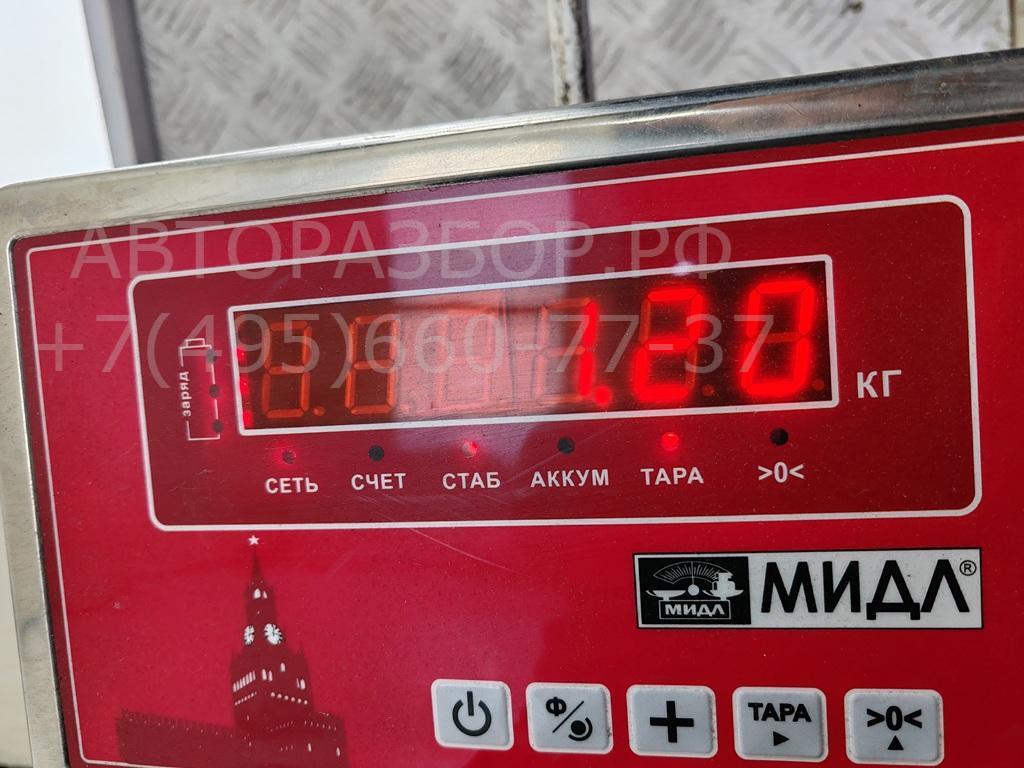 АВТОРАЗБОР.РФ
+7(495)660-77-37
1.20
заряд
КГ
СЕТЬ СЧЕТ СТАБ АККУМ ТАРА >0<
МИДЛ МИДЛ®
Ф ТАРА >0<